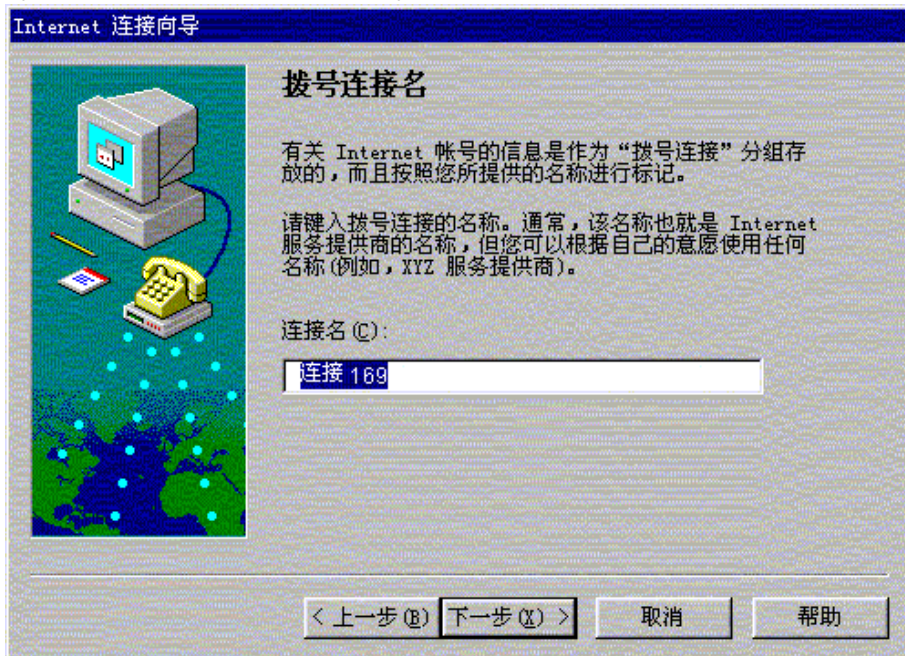 Internet 连接向导
拨号连接名
有关 Internet 帐号的信息是作为“拨号连接”分组存
放的，而且按照您所提供的名称进行标记。
请键入拨号连接的名称。通常，该名称也就是 Internet
服务提供商的名称，但您可以根据自己的意愿使用任何
名称(例如，XYZ 服务提供商)。
连接名(C):
连接 169
< 上一步(B) 下一步(X) > 取消 帮助